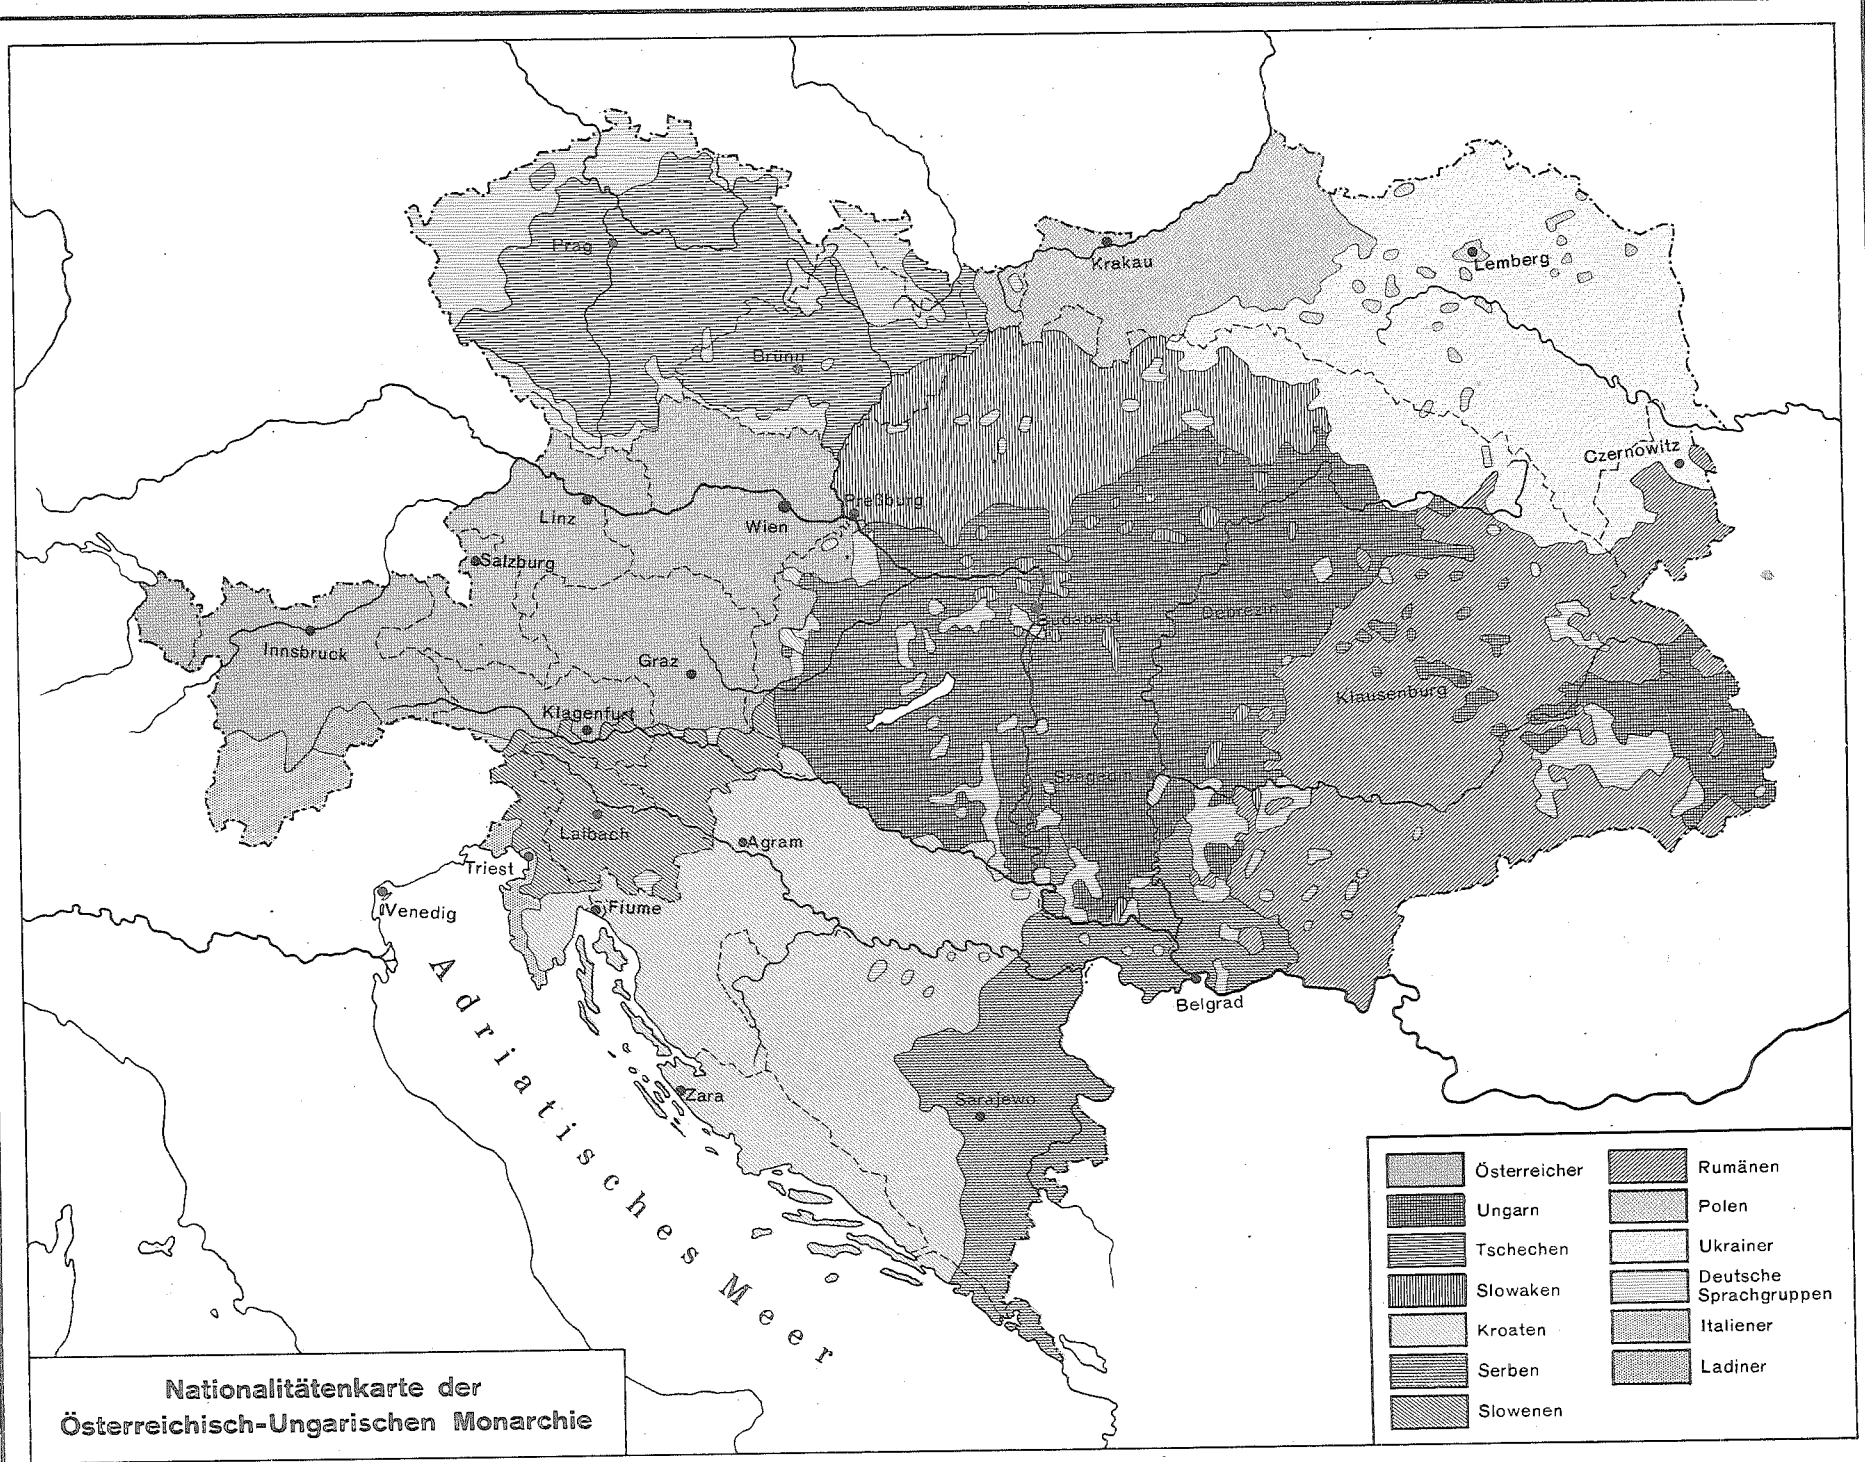 Prag
Krakau
Lemberg
Brünn
Czernowitz
Preßburg
Linz
Wien
Salzburg
Budapest
Debrezin
Innsbruck
Graz
Klausenburg
Klagenfurt
Szegedin
Laibach
Agram
Triest
Venedig
Fiume
Belgrad
Zara
Sarajewo
Adriatisches Meer
Österreicher
Ungarn
Tschechen
Slowaken
Kroaten
Serben
Slowenen
Rumänen
Polen
Ukrainer
Deutsche
Sprachgruppen
Italiener
Ladiner
Nationalitätenkarte der
Österreichisch-Ungarischen Monarchie